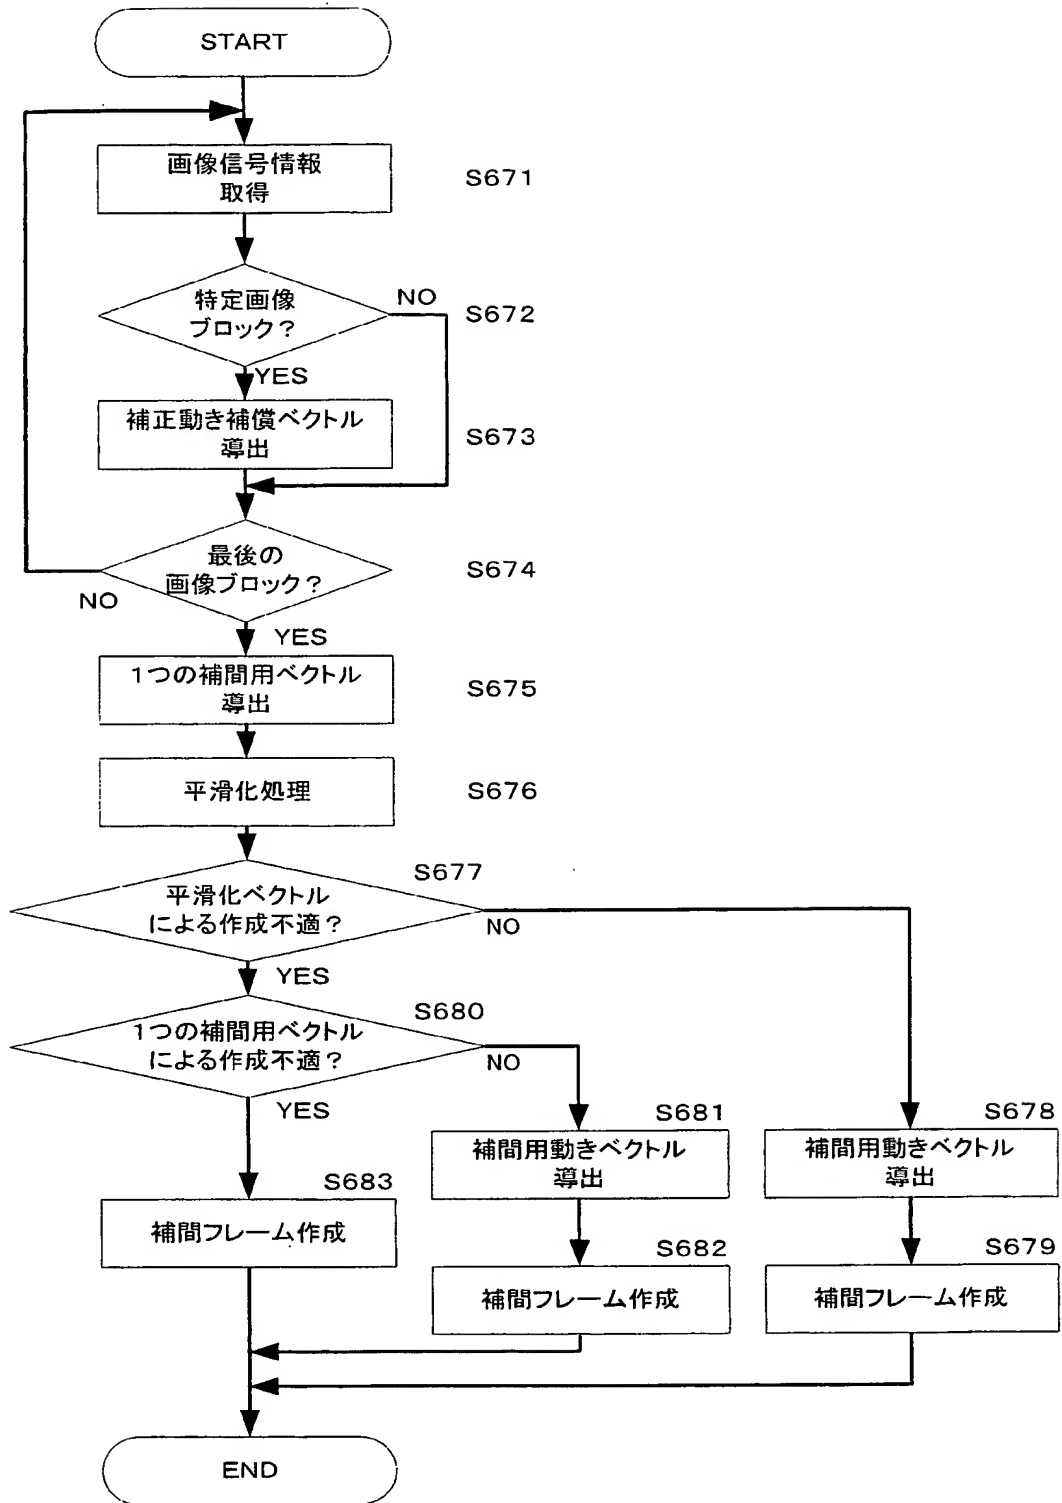 START
画像信号情報
取得
S671
特定画像
ブロック?
NO
S672
YES
補正動き補償ベクトル
導出
S673
最後の
画像ブロック?
S674
NO
YES
1つの補間用ベクトル
導出
S675
平滑化処理
S676
S677
平滑化ベクトル
による作成不適?
NO
YES
S680
1つの補間用ベクトル
による作成不適?
NO
YES
S681
S678
補間用動きベクトル
導出
補間用動きベクトル
導出
S683
補間フレーム作成
S682
S679
補間フレーム作成
補間フレーム作成
END